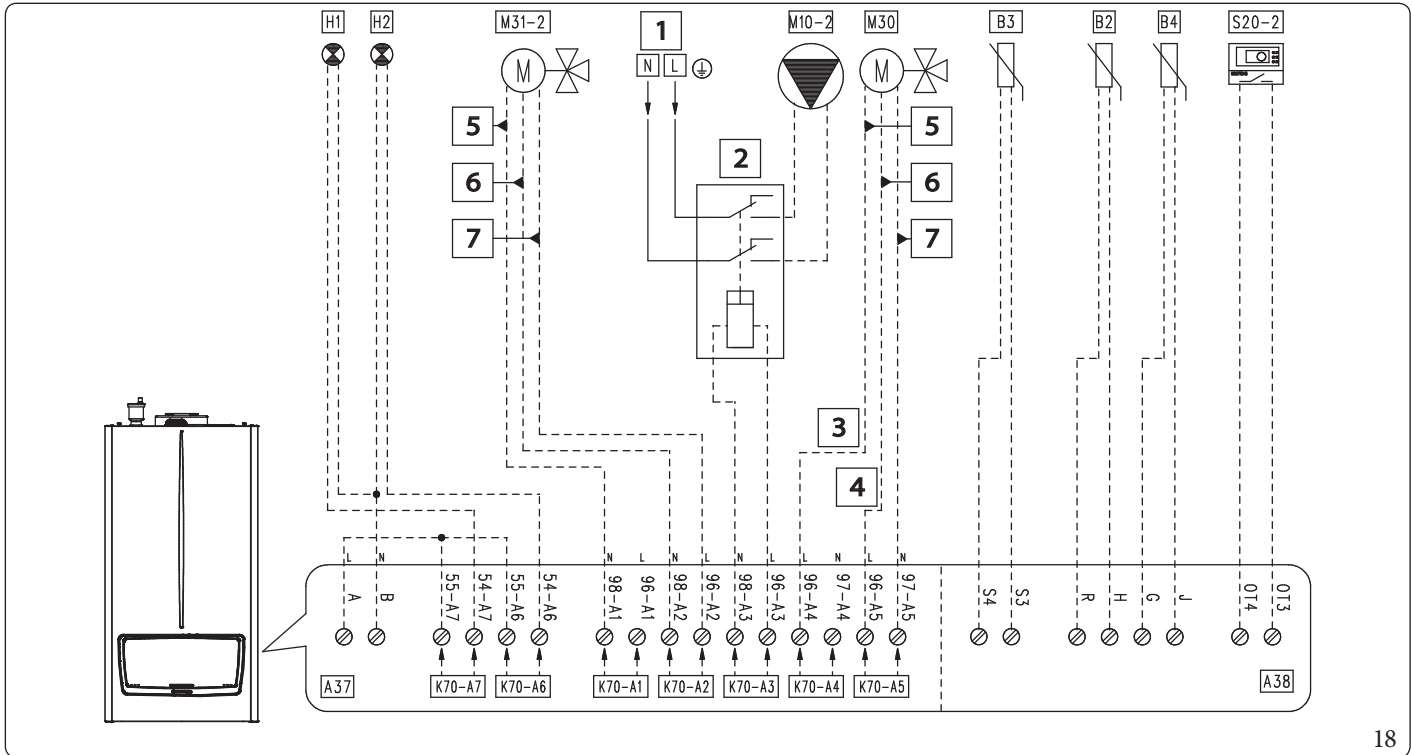 H1 H2 M31-2 1 M10-2 M30 B3 B2 B4 S20-2
N L
M M
5 5
2
6 6
7 7
3
4
L N N L N L N L L N L N
A B 55-A7 54-A7 55-A6 54-A6 98-A1 96-A1 98-A2 96-A2 98-A3 96-A3 96-A4 97-A4 96-A5 97-A5 S4 S3 R H G J OT4 OT3
A37 K70-A7 K70-A6 K70-A1 K70-A2 K70-A3 K70-A4 K70-A5 A38
18